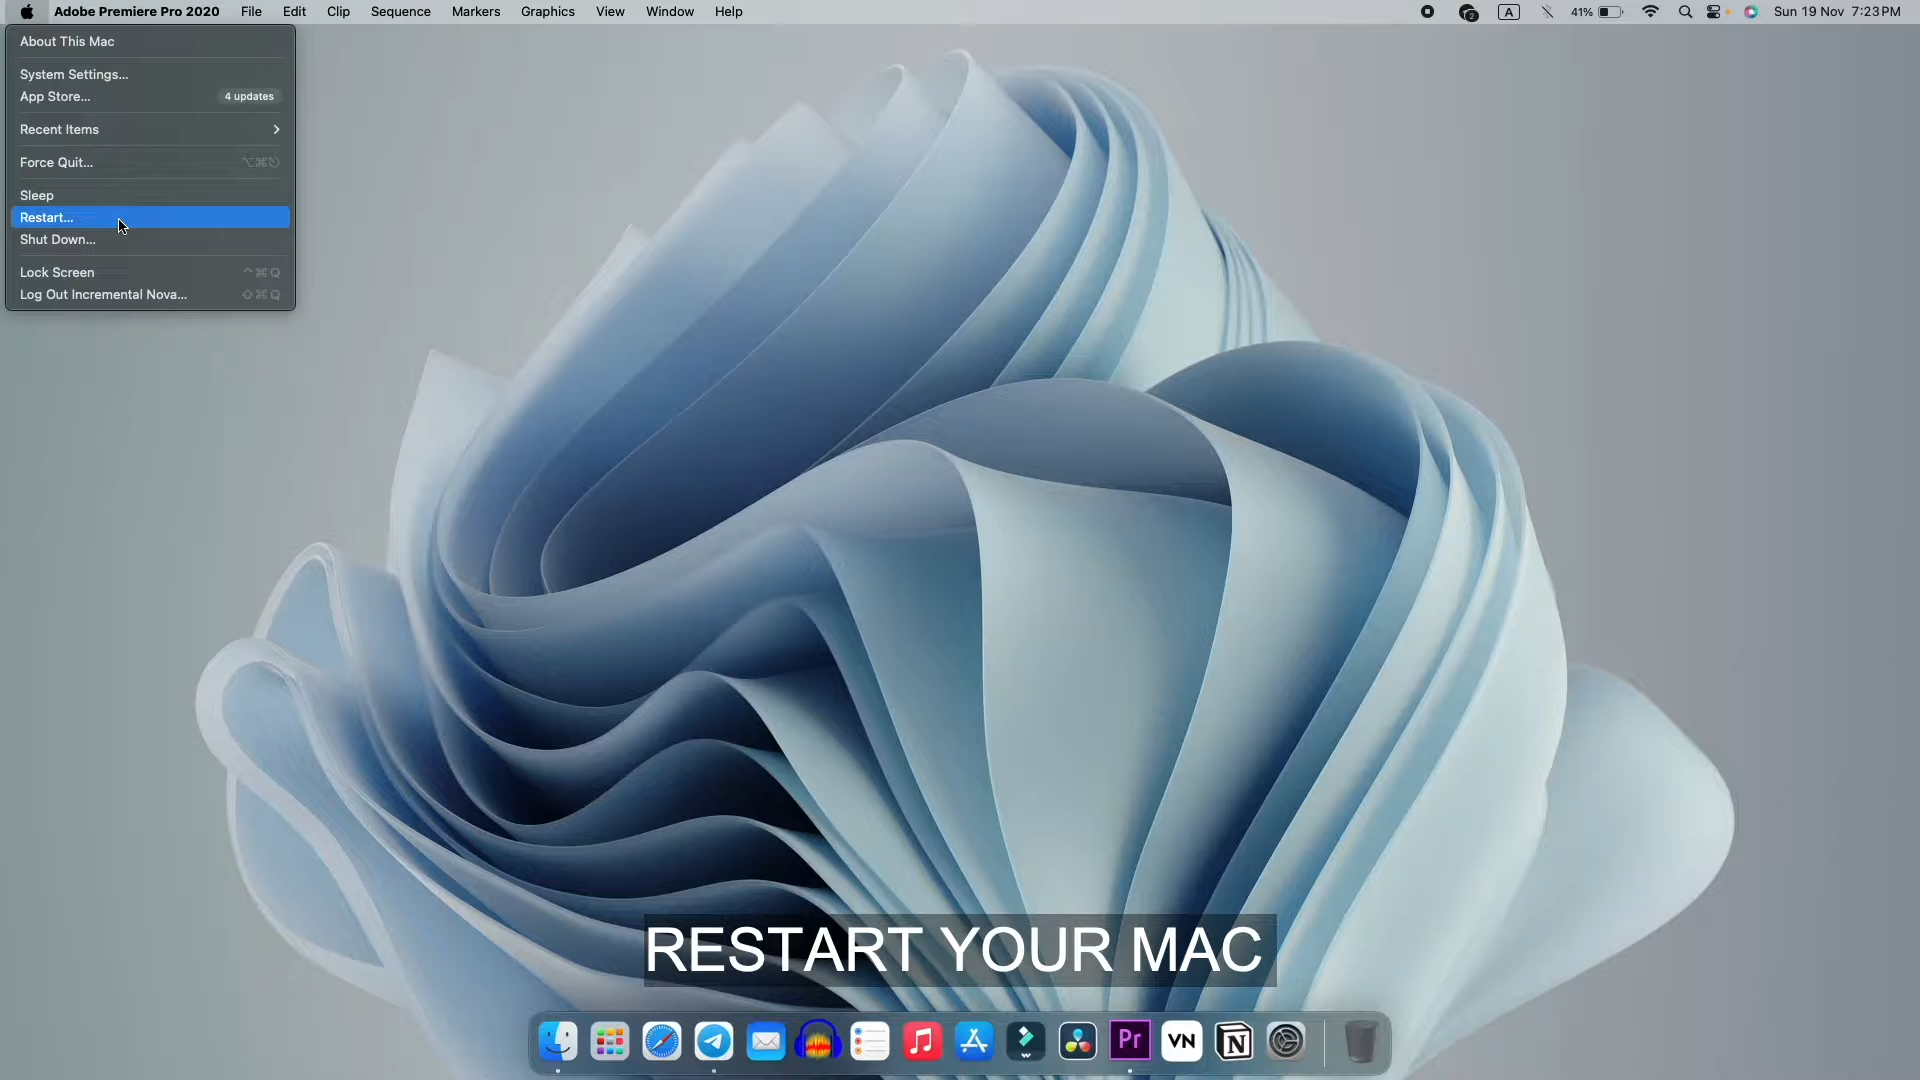 Adobe Premiere Pro 2020 File Edit Clip Sequence Markers Graphics View Window Help 2 A 41% Sun 19 Nov 7:23 PM
About This Mac
System Settings...
App Store... 4 updates
Recent Items
Force Quit... ⌥⌘⎋
Sleep
Restart...
Shut Down...
Lock Screen ^⌘Q
Log Out Incremental Nova... ⇧⌘Q
RESTART YOUR MAC
Pr VN N